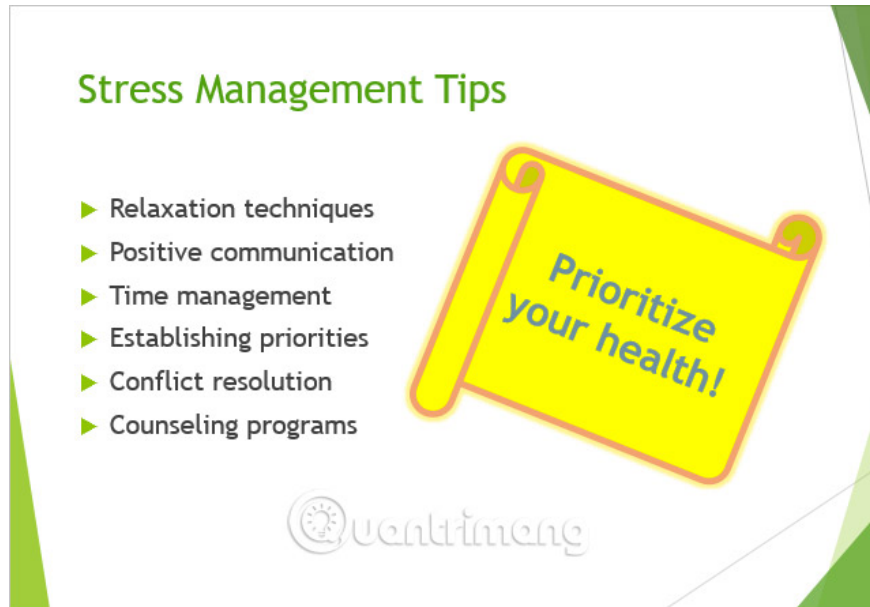 Stress Management Tips
Relaxation techniques
Positive communication
Time management
Establishing priorities
Conflict resolution
Counseling programs
Prioritize
your health!
Quantrimang